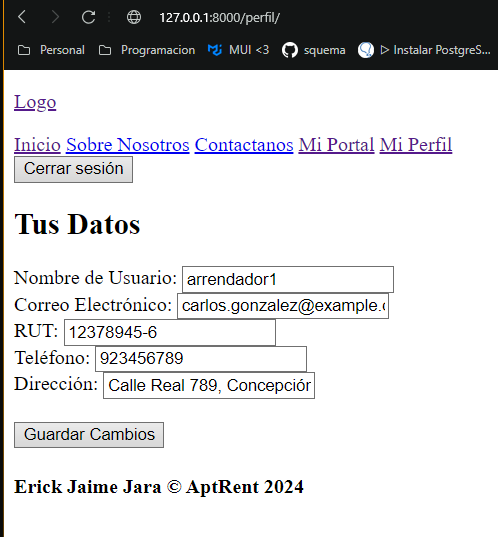 127.0.0.1:8000/perfil/
Personal Programacion MUI <3 squema Instalar PostgreS...
Logo
Inicio Sobre Nosotros Contactanos Mi Portal Mi Perfil
Cerrar sesión
Tus Datos
Nombre de Usuario: arrendador1
Correo Electrónico: carlos.gonzalez@example.
RUT: 12378945-6
Teléfono: 923456789
Dirección: Calle Real 789, Concepción
Guardar Cambios
Erick Jaime Jara © AptRent 2024